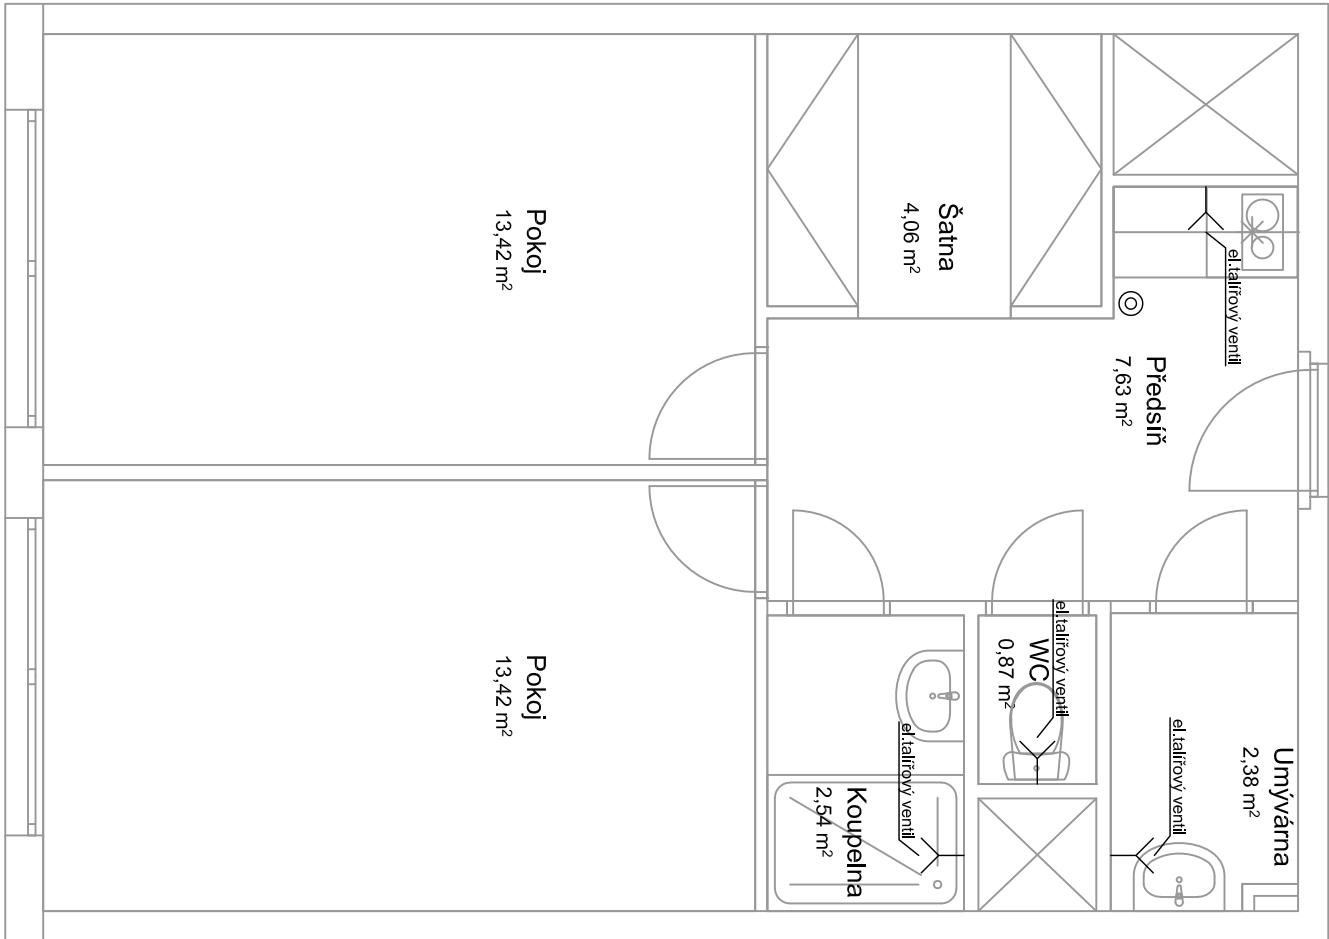 Pokoj
13,42 m²
Šatna
4,06 m²
el.talířový ventil
Předsíň
7,63 m²
Pokoj
13,42 m²
el.talířový ventil
WC
0,87 m²
el.talířový ventil
Koupelna
2,54 m²
el.talířový ventil
Umývárna
2,38 m²